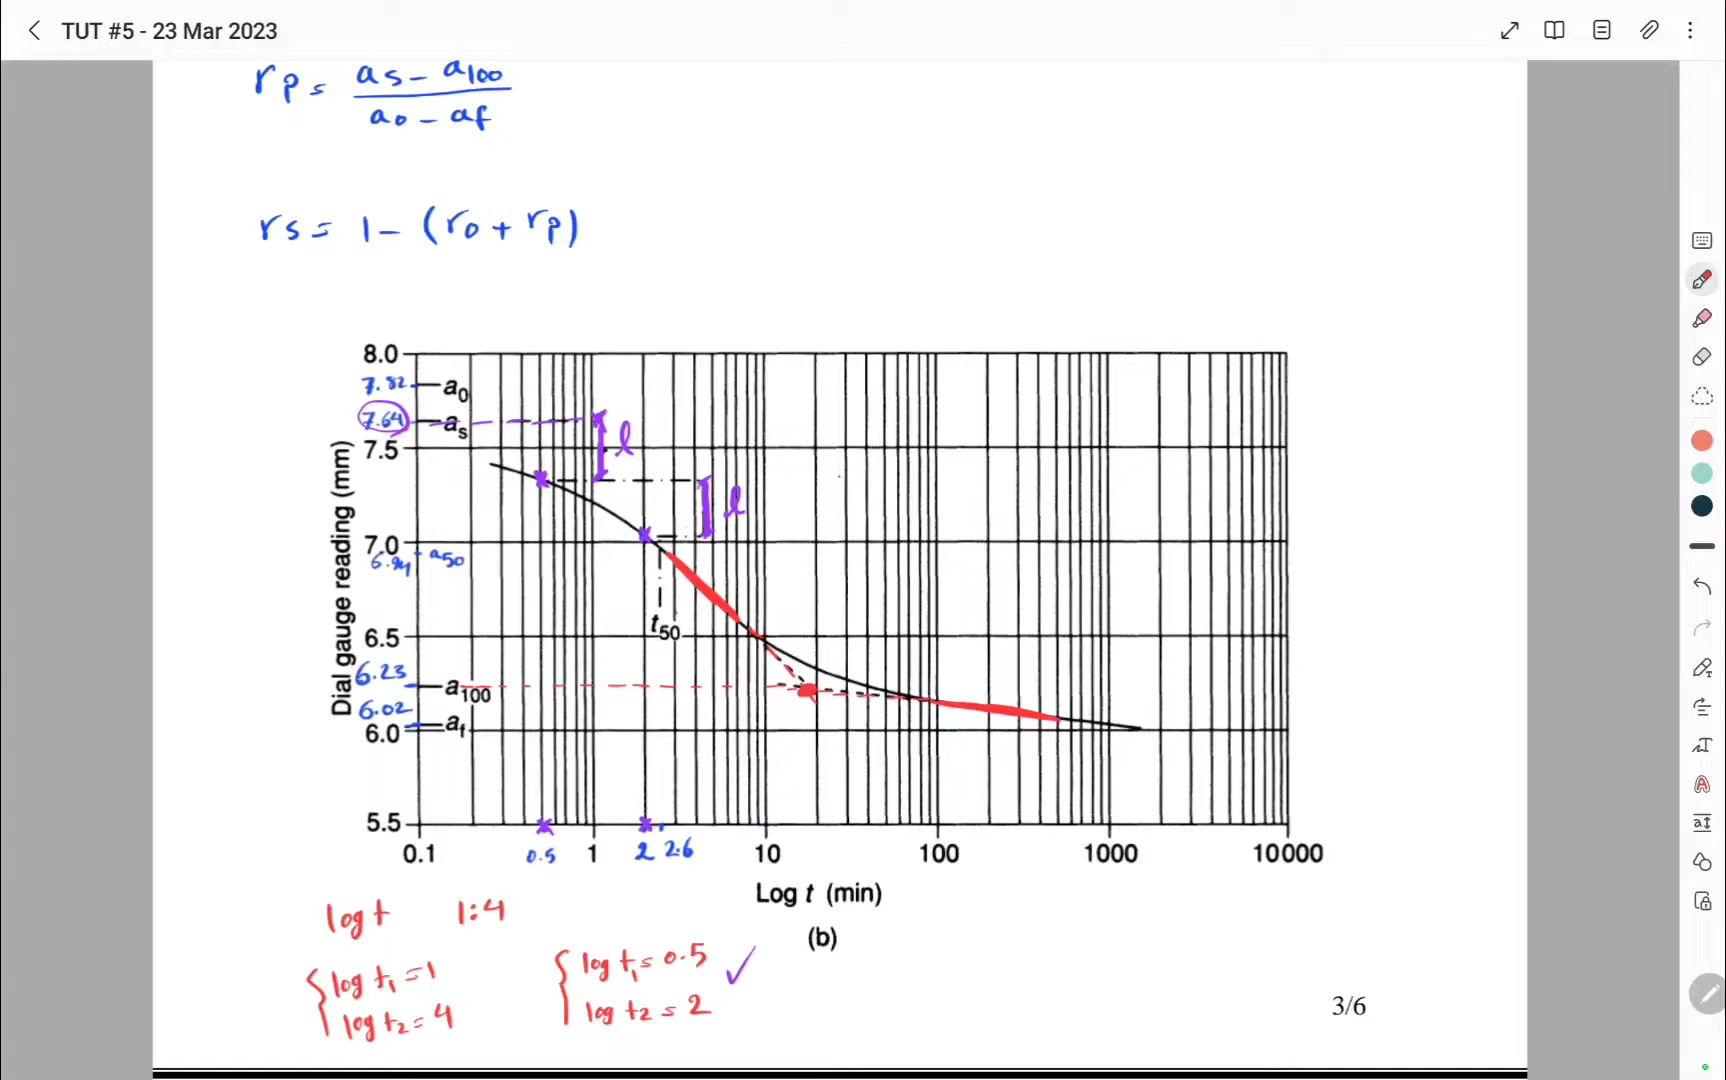 TUT #5 - 23 Mar 2023
rp = as - a100
a0 - af
rs = 1 - (ro + rp)
8.0
7.82 a0
7.64 as
7.5
l
l
7.0
6.94 a50
t50
6.5
6.23
a100
6.02
af
6.0
5.5
Dial gauge reading (mm)
0.1 0.5 1 2 2.6 10 100 1000 10000
Log t (min)
(b)
log t 1:4
log t1 = 1
log t2 = 4
log t1 = 0.5 ✓
log t2 = 2
3/6